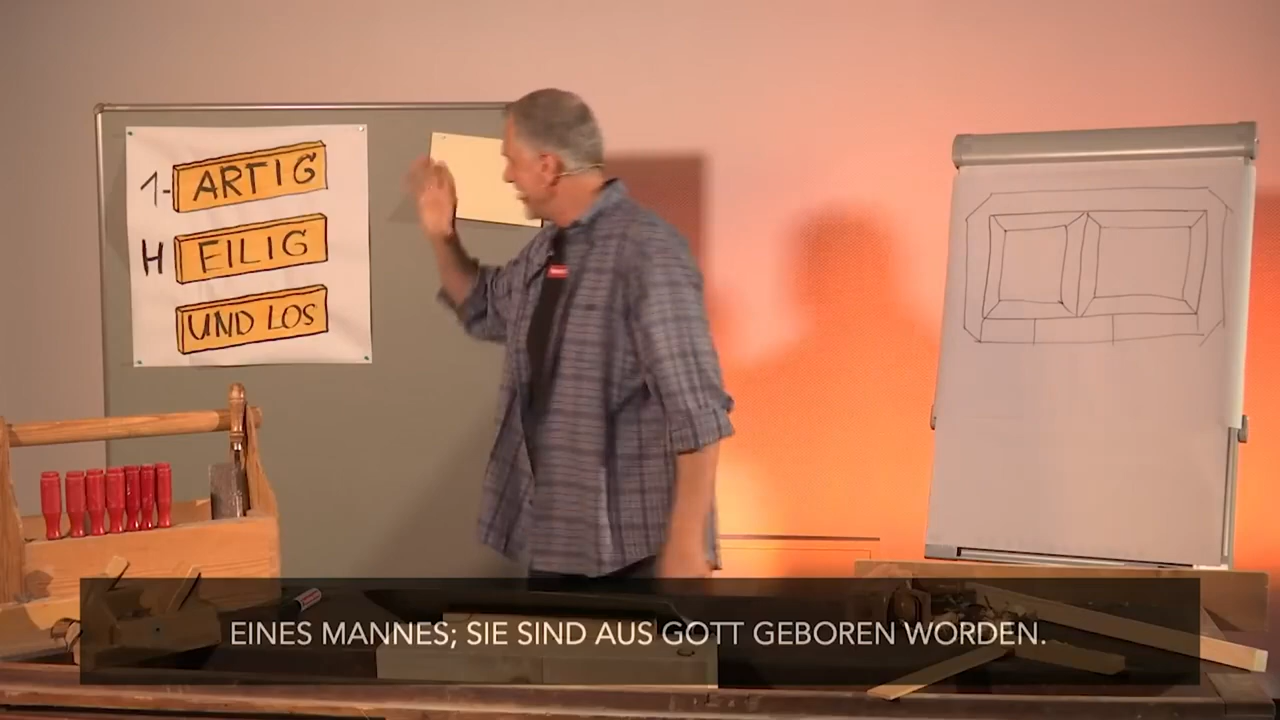 1-ARTIG
H EILIG
UND LOS
EINES MANNES; SIE SIND AUS GOTT GEBOREN WORDEN.